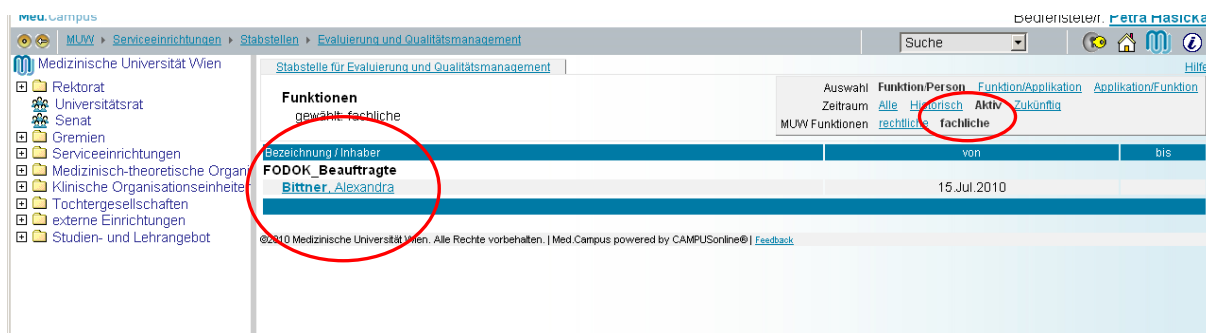 Med.Campus
Bedienstete/r: Petra Hasicka
MUW ▸ Serviceeinrichtungen ▸ Stabstellen ▸ Evaluierung und Qualitätsmanagement
Suche
Medizinische Universität Wien
Rektorat
Universitätsrat
Senat
Gremien
Serviceeinrichtungen
Medizinisch-theoretische Organi
Klinische Organisationseinheiter
Tochtergesellschaften
externe Einrichtungen
Studien- und Lehrangebot
Stabstelle für Evaluierung und Qualitätsmanagement
Hilfe
Funktionen
gewählt: fachliche
Auswahl Funktion/Person Funktion/Applikation Applikation/Funktion
Zeitraum Alle Historisch Aktiv Zukünftig
MUW Funktionen rechtliche fachliche
Bezeichnung / Inhaber von bis
FODOK_Beauftragte
Bittner, Alexandra 15.Jul.2010
©2010 Medizinische Universität Wien. Alle Rechte vorbehalten. | Med.Campus powered by CAMPUSonline® | Feedback